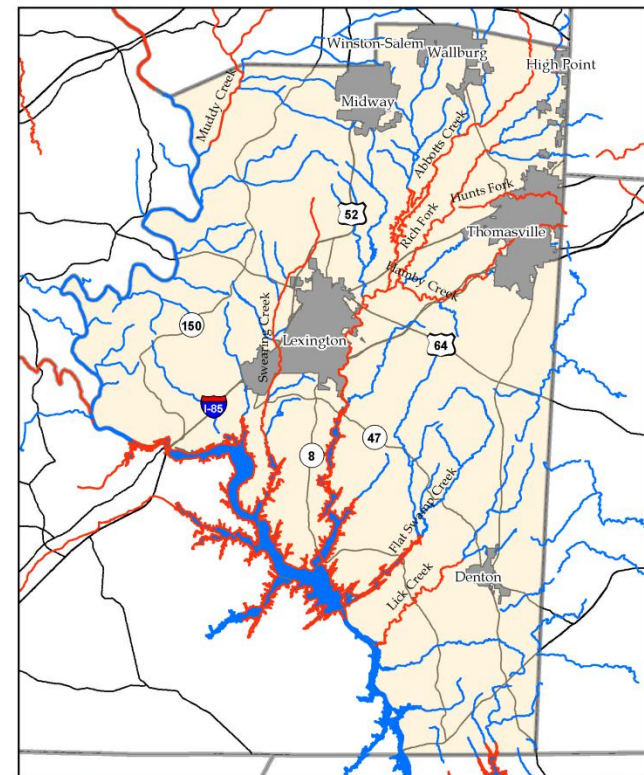 Winston-Salem
Wallburg
High Point
Midway
Muddy Creek
Abbotts Creek
52
Hunts Fork
Rich Fork
Thomasville
Hamby Creek
150
Lexington
64
Swearing Creek
I-85
47
8
Flat Swamp Creek
Denton
Lick Creek